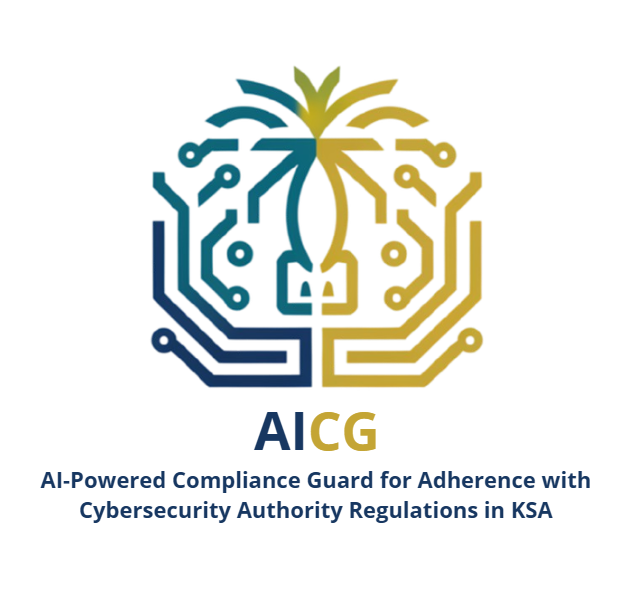 AICG
AI-Powered Compliance Guard for Adherence with
Cybersecurity Authority Regulations in KSA